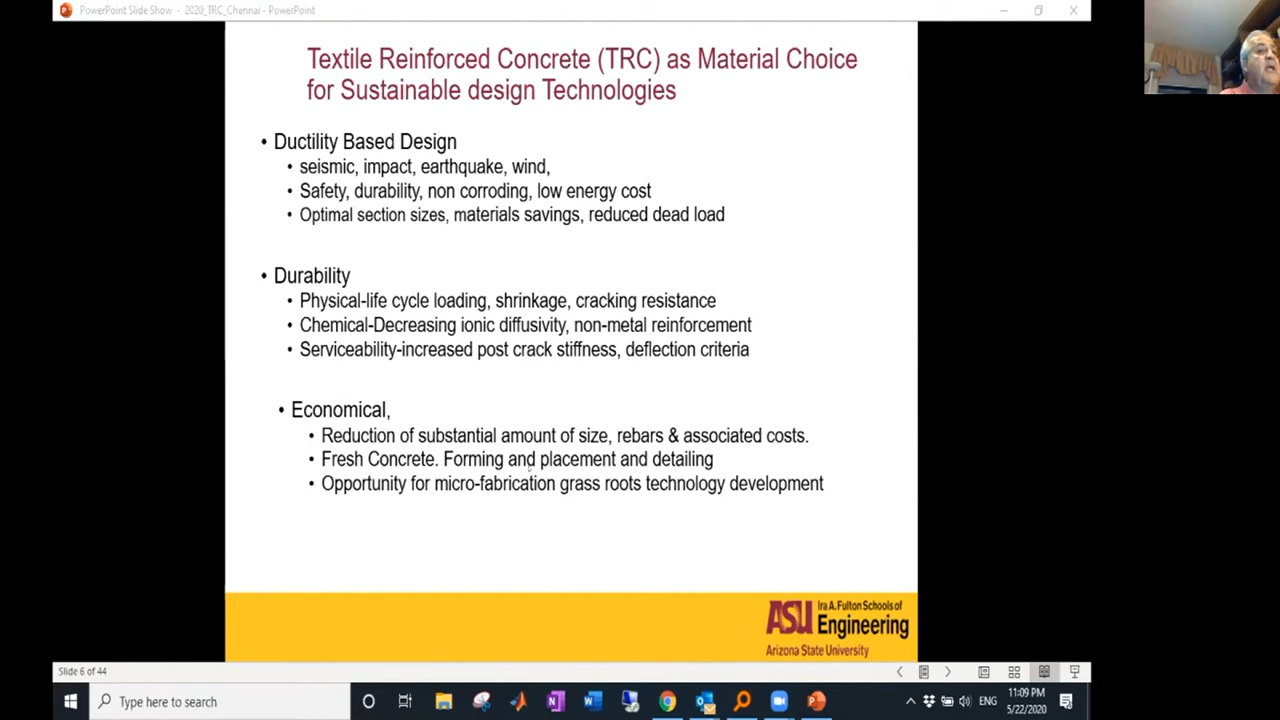 PowerPoint Slide Show - 2020_TRC_Chennai - PowerPoint
Textile Reinforced Concrete (TRC) as Material Choice
for Sustainable design Technologies
• Ductility Based Design
• seismic, impact, earthquake, wind,
• Safety, durability, non corroding, low energy cost
• Optimal section sizes, materials savings, reduced dead load
• Durability
• Physical-life cycle loading, shrinkage, cracking resistance
• Chemical-Decreasing ionic diffusivity, non-metal reinforcement
• Serviceability-increased post crack stiffness, deflection criteria
• Economical,
• Reduction of substantial amount of size, rebars & associated costs.
• Fresh Concrete. Forming and placement and detailing
• Opportunity for micro-fabrication grass roots technology development
ASU Ira A. Fulton Schools of
Engineering
Arizona State University
Slide 6 of 44
Type here to search
ENG
11:09 PM
5/22/2020